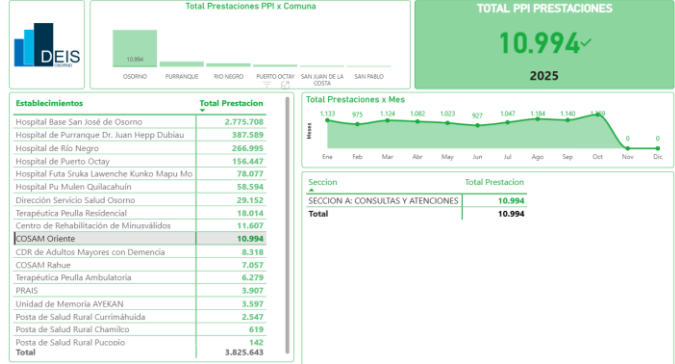 DEIS
OSORNO
Total Prestaciones PPI x Comuna
10.994
OSORNO PURRANQUE RIO NEGRO PUERTO OCTAY SAN JUAN DE LA COSTA SAN PABLO
TOTAL PPI PRESTACIONES
10.994
2025
Establecimientos Total Prestacion
Hospital Base San José de Osorno 2.775.708
Hospital de Purranque Dr. Juan Hepp Dubiau 387.589
Hospital de Río Negro 266.995
Hospital de Puerto Octay 156.447
Hospital Futa Sruka Lawenche Kunko Mapu Mo 78.077
Hospital Pu Mulen Quilacahuín 58.594
Dirección Servicio Salud Osorno 29.152
Terapéutica Peulla Residencial 18.014
Centro de Rehabilitación de Minusválidos 11.607
COSAM Oriente 10.994
CDR de Adultos Mayores con Demencia 8.318
COSAM Rahue 7.057
Terapéutica Peulla Ambulatoria 6.279
PRAIS 3.907
Unidad de Memoria AYEKAN 3.597
Posta de Salud Rural Currimáhuida 2.547
Posta de Salud Rural Chamilco 619
Posta de Salud Rural Pucopio 142
Total 3.825.643
Total Prestaciones x Mes
Meses
1.133 975 1.124 1.082 1.023 927 1.047 1.184 1.140 0 0
Ene Feb Mar Abr May Jun Jul Ago Sep Oct Nov Dic
Seccion Total Prestacion
SECCION A: CONSULTAS Y ATENCIONES 10.994
Total 10.994